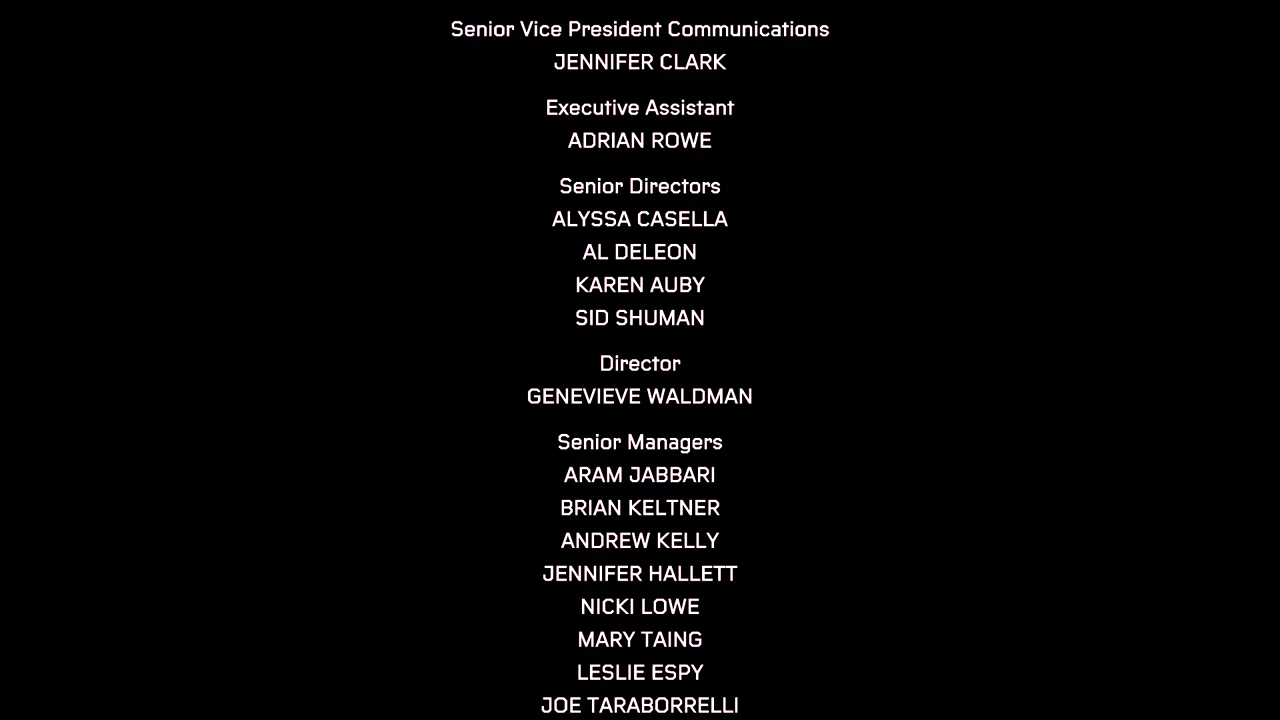 Senior Vice President Communications
JENNIFER CLARK
Executive Assistant
ADRIAN ROWE
Senior Directors
ALYSSA CASELLA
AL DELEON
KAREN AUBY
SID SHUMAN
Director
GENEVIEVE WALDMAN
Senior Managers
ARAM JABBARI
BRIAN KELTNER
ANDREW KELLY
JENNIFER HALLETT
NICKI LOWE
MARY TAING
LESLIE ESPY
JOE TARABORRELLI